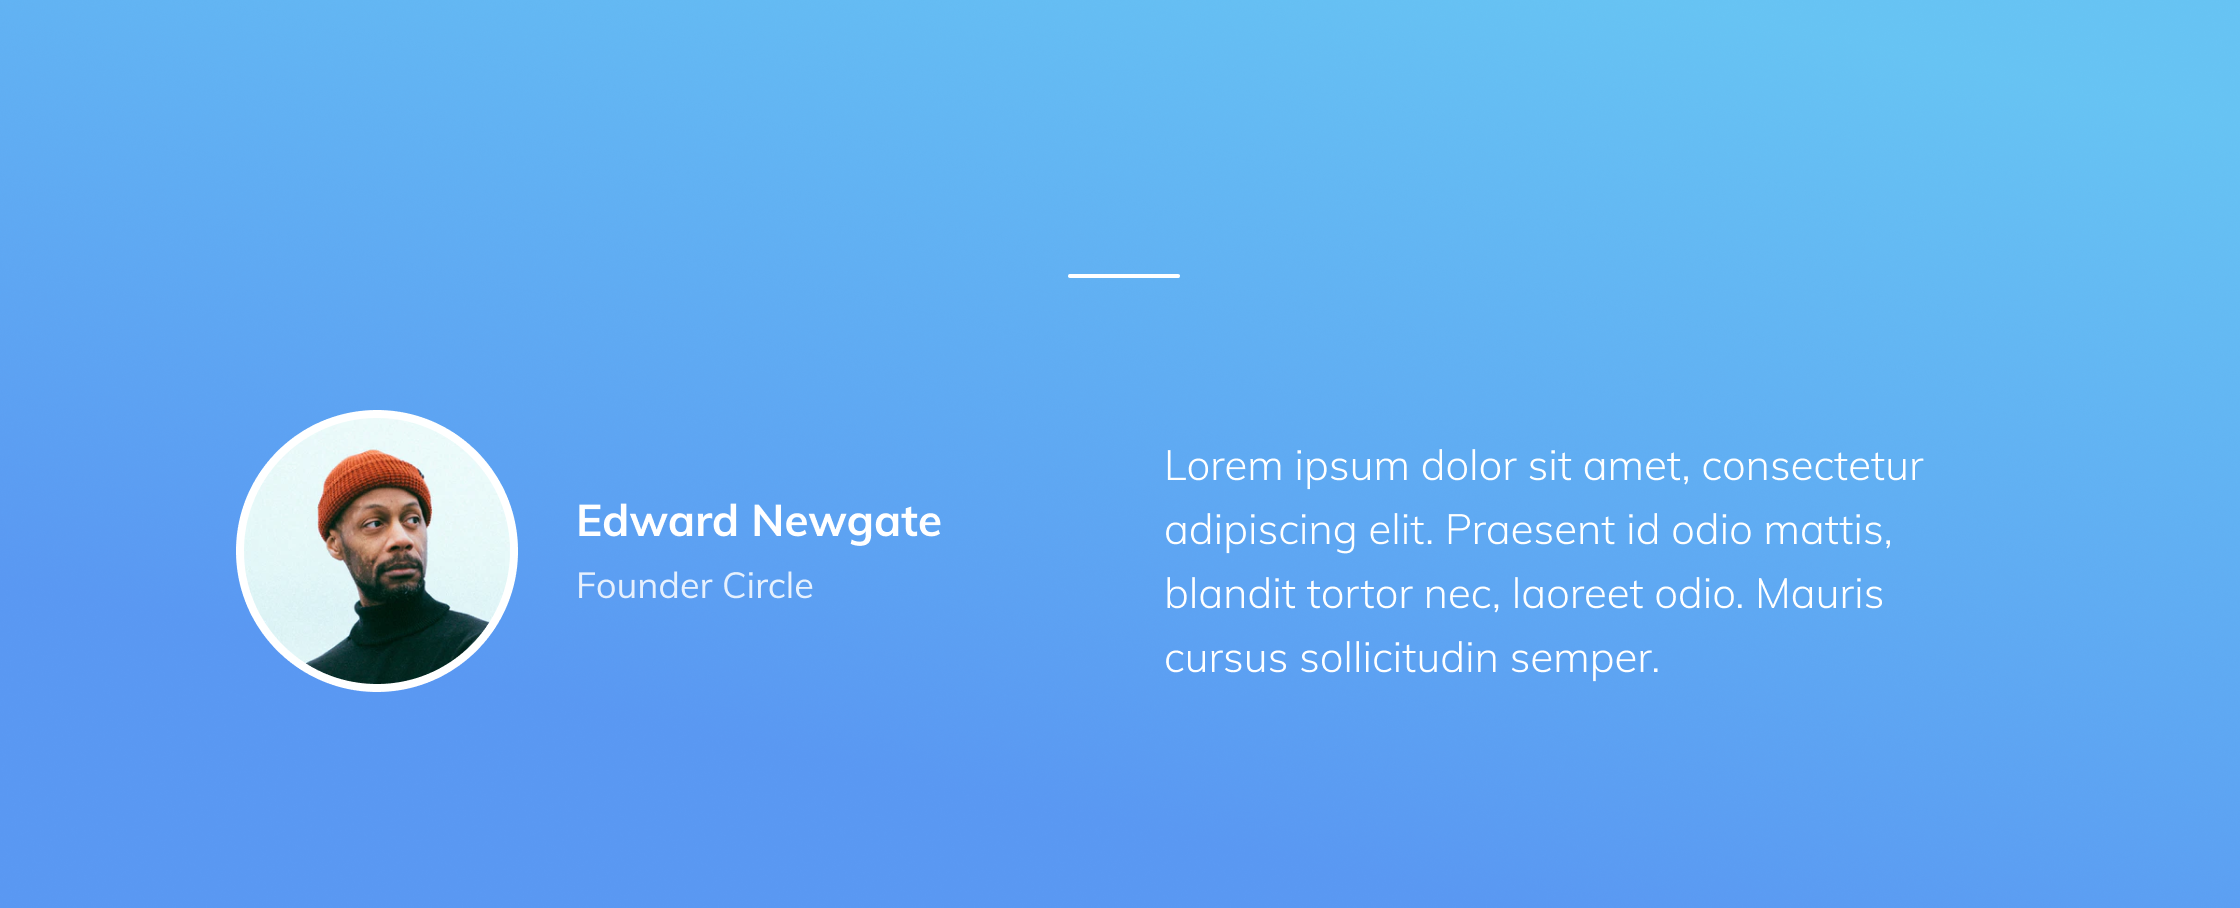 Edward Newgate
Founder Circle
Lorem ipsum dolor sit amet, consectetur
adipiscing elit. Praesent id odio mattis,
blandit tortor nec, laoreet odio. Mauris
cursus sollicitudin semper.